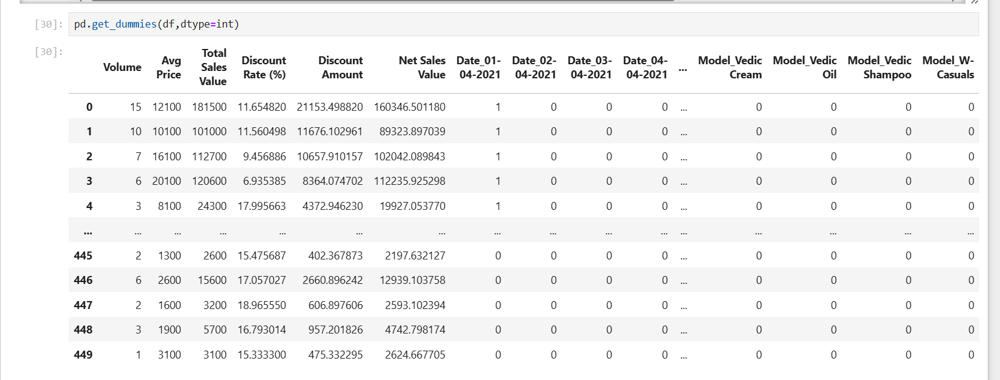 [30]: pd.get_dummies(df,dtype=int)
[30]:
Volume Avg Price Total Sales Value Discount Rate (%) Discount Amount Net Sales Value Date_01-04-2021 Date_02-04-2021 Date_03-04-2021 Date_04-04-2021 ... Model_Vedic Cream Model_Vedic Oil Model_Vedic Shampoo Model_W-Casuals
0 15 12100 181500 11.654820 21153.498820 160346.501180 1 0 0 0 ... 0 0 0 0
1 10 10100 101000 11.560498 11676.102961 89323.897039 1 0 0 0 ... 0 0 0 0
2 7 16100 112700 9.456886 10657.910157 102042.089843 1 0 0 0 ... 0 0 0 0
3 6 20100 120600 6.935385 8364.074702 112235.925298 1 0 0 0 ... 0 0 0 0
4 3 8100 24300 17.995663 4372.946230 19927.053770 1 0 0 0 ... 0 0 0 0
... ... ... ... ... ... ... ... ... ... ... ... ... ... ... ...
445 2 1300 2600 15.475687 402.367873 2197.632127 0 0 0 0 ... 0 0 0 0
446 6 2600 15600 17.057027 2660.896242 12939.103758 0 0 0 0 ... 0 0 0 0
447 2 1600 3200 18.965550 606.897606 2593.102394 0 0 0 0 ... 0 0 0 0
448 3 1900 5700 16.793014 957.201826 4742.798174 0 0 0 0 ... 0 0 0 0
449 1 3100 3100 15.333300 475.332295 2624.667705 0 0 0 0 ... 0 0 0 0